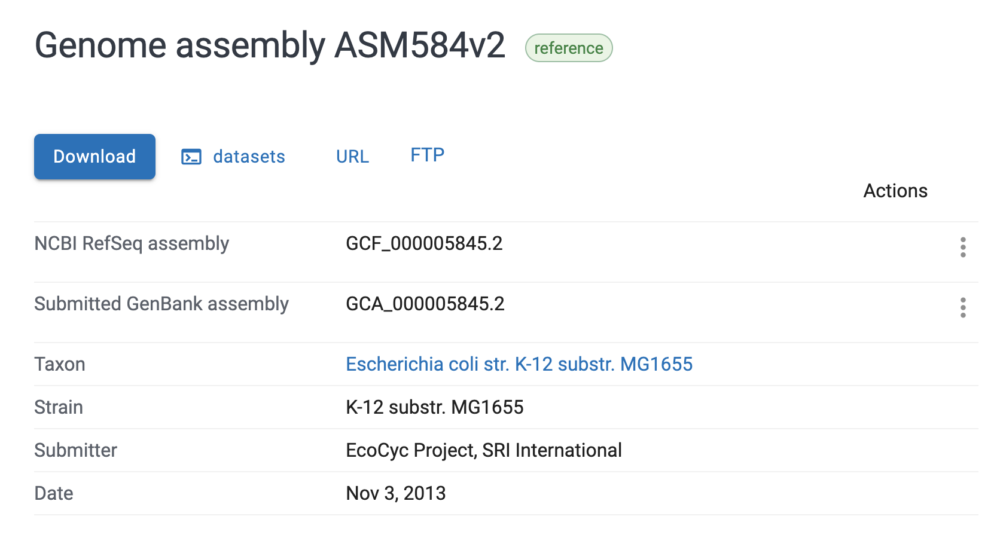 Genome assembly ASM584v2 reference
Download datasets URL FTP
Actions
NCBI RefSeq assembly GCF_000005845.2
Submitted GenBank assembly GCA_000005845.2
Taxon Escherichia coli str. K-12 substr. MG1655
Strain K-12 substr. MG1655
Submitter EcoCyc Project, SRI International
Date Nov 3, 2013